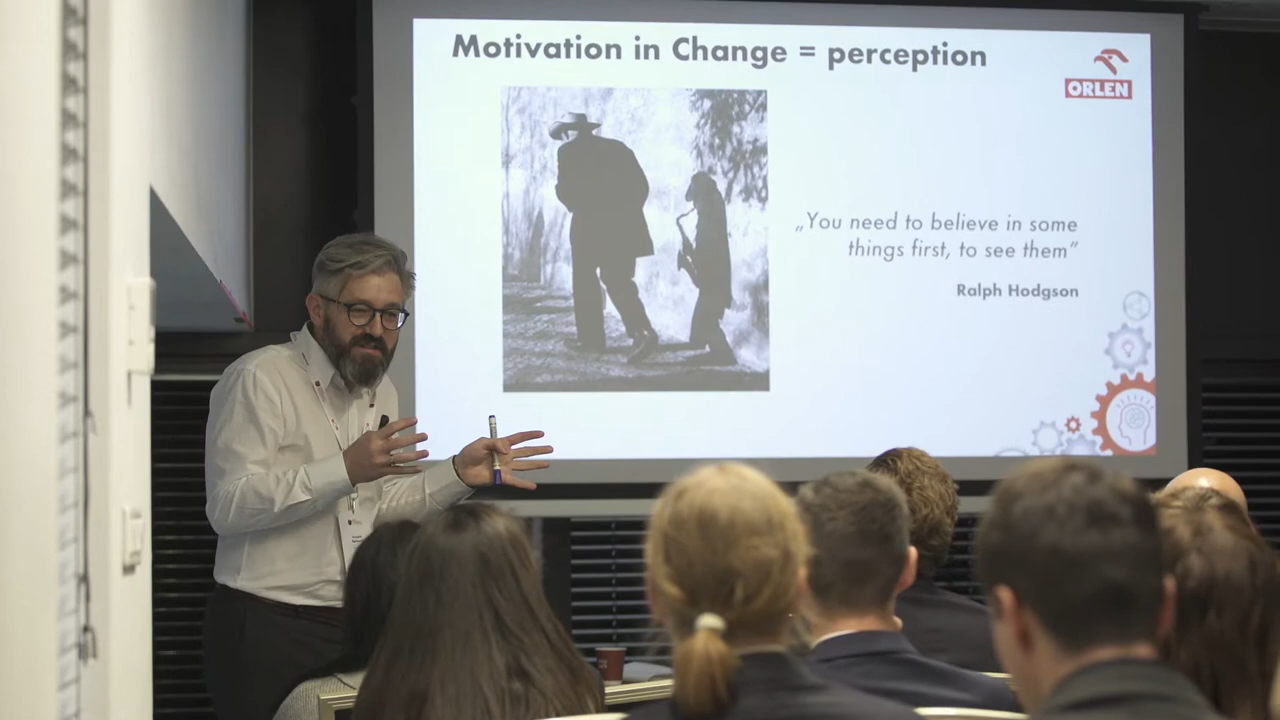 Motivation in Change = perception
ORLEN
„You need to believe in some
things first, to see them”
Ralph Hodgson